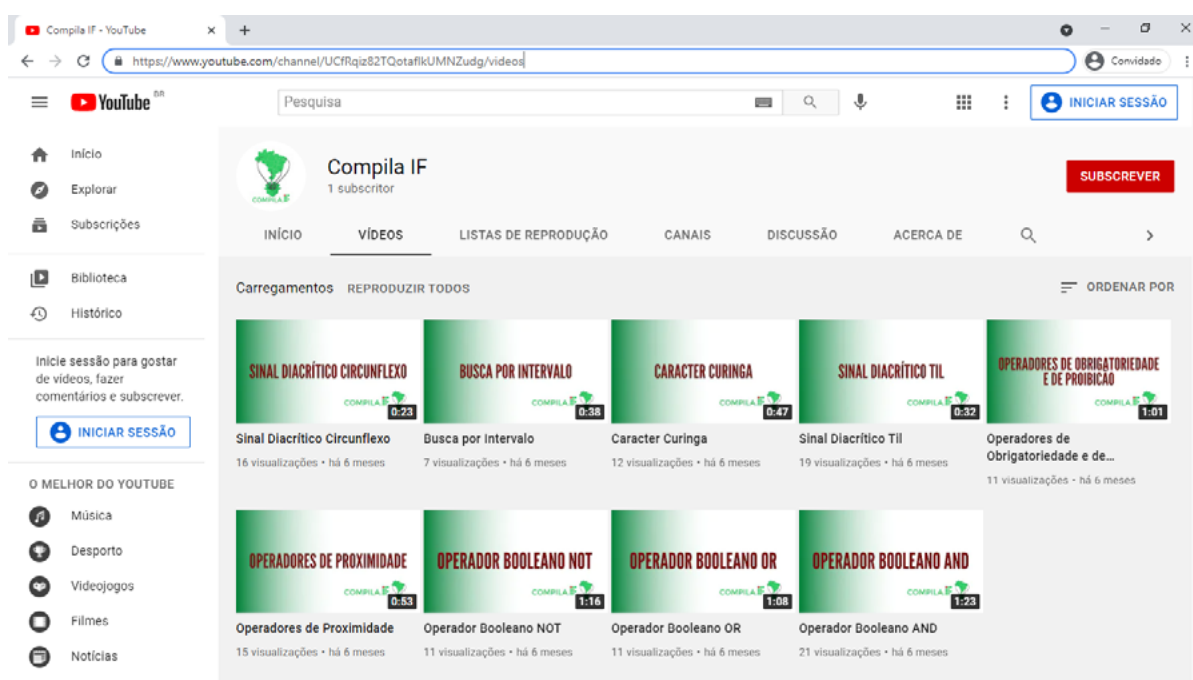 Compila IF - YouTube
https://www.youtube.com/channel/UCfRqiz82TQotaflkUMNZudg/videos
Convidado
YouTube BR
Pesquisa
INICIAR SESSÃO
Início
Explorar
Subscrições
Biblioteca
Histórico
Inicie sessão para gostar
de vídeos, fazer
comentários e subscrever.
INICIAR SESSÃO
O MELHOR DO YOUTUBE
Música
Desporto
Videojogos
Filmes
Notícias
COMPILA IF
Compila IF
1 subscritor
SUBSCREVER
INÍCIO VÍDEOS LISTAS DE REPRODUÇÃO CANAIS DISCUSSÃO ACERCA DE
Carregamentos REPRODUZIR TODOS ORDENAR POR
SINAL DIACRÍTICO CIRCUNFLEXO
COMPILA IF
0:23
Sinal Diacrítico Circunflexo
16 visualizações • há 6 meses
BUSCA POR INTERVALO
COMPILA IF
0:38
Busca por Intervalo
7 visualizações • há 6 meses
CARACTER CURINGA
COMPILA IF
0:47
Caracter Curinga
12 visualizações • há 6 meses
SINAL DIACRÍTICO TIL
COMPILA IF
0:32
Sinal Diacrítico Til
19 visualizações • há 6 meses
OPERADORES DE OBRIGATORIEDADE
E DE PROIBICÃO
COMPILA IF
1:01
Operadores de
Obrigatoriedade e de...
11 visualizações • há 6 meses
OPERADORES DE PROXIMIDADE
COMPILA IF
0:53
Operadores de Proximidade
15 visualizações • há 6 meses
OPERADOR BOOLEANO NOT
COMPILA IF
1:16
Operador Booleano NOT
11 visualizações • há 6 meses
OPERADOR BOOLEANO OR
COMPILA IF
1:08
Operador Booleano OR
11 visualizações • há 6 meses
OPERADOR BOOLEANO AND
COMPILA IF
1:23
Operador Booleano AND
21 visualizações • há 6 meses